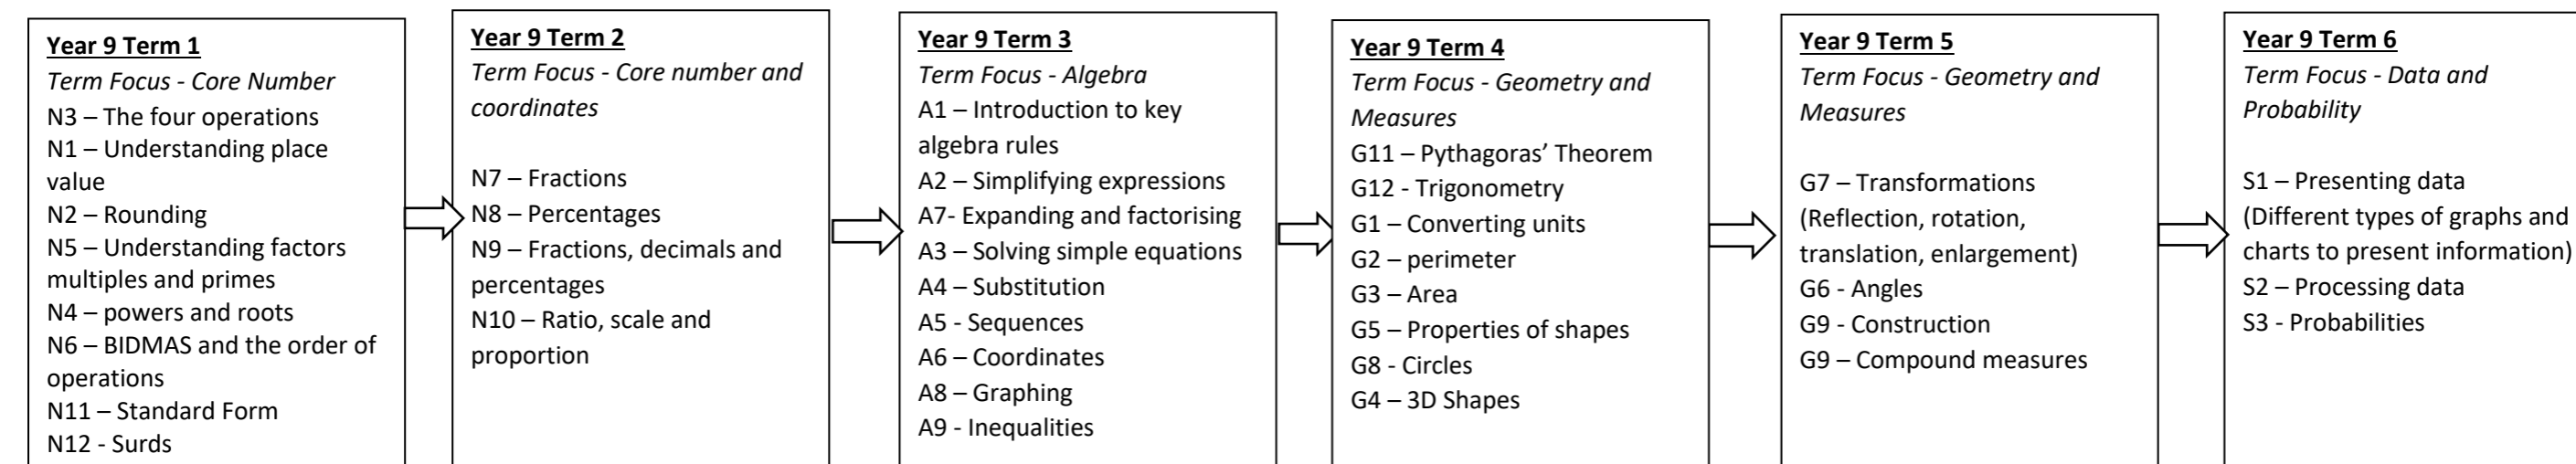 Year 9 Term 1
Term Focus - Core Number
N3 – The four operations
N1 – Understanding place
value
N2 – Rounding
N5 – Understanding factors
multiples and primes
N4 – powers and roots
N6 – BIDMAS and the order of
operations
N11 – Standard Form
N12 - Surds
Year 9 Term 2
Term Focus - Core number and
coordinates
N7 – Fractions
N8 – Percentages
N9 – Fractions, decimals and
percentages
N10 – Ratio, scale and
proportion
Year 9 Term 3
Term Focus - Algebra
A1 – Introduction to key
algebra rules
A2 – Simplifying expressions
A7- Expanding and factorising
A3 – Solving simple equations
A4 – Substitution
A5 - Sequences
A6 – Coordinates
A8 – Graphing
A9 - Inequalities
Year 9 Term 4
Term Focus - Geometry and
Measures
G11 – Pythagoras’ Theorem
G12 - Trigonometry
G1 – Converting units
G2 – perimeter
G3 – Area
G5 – Properties of shapes
G8 - Circles
G4 – 3D Shapes
Year 9 Term 5
Term Focus - Geometry and
Measures
G7 – Transformations
(Reflection, rotation,
translation, enlargement)
G6 - Angles
G9 - Construction
G9 – Compound measures
Year 9 Term 6
Term Focus - Data and
Probability
S1 – Presenting data
(Different types of graphs and
charts to present information)
S2 – Processing data
S3 - Probabilities